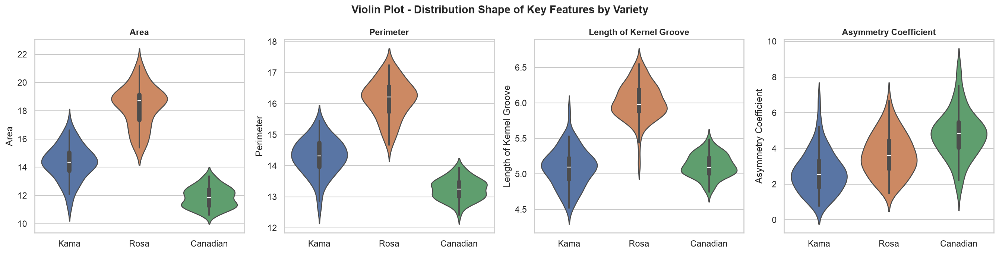 Violin Plot - Distribution Shape of Key Features by Variety
Area
Area
22
20
18
16
14
12
10
Kama Rosa Canadian
Perimeter
Perimeter
18
17
16
15
14
13
12
Kama Rosa Canadian
Length of Kernel Groove
Length of Kernel Groove
6.5
6.0
5.5
5.0
4.5
Kama Rosa Canadian
Asymmetry Coefficient
Asymmetry Coefficient
10
8
6
4
2
0
Kama Rosa Canadian